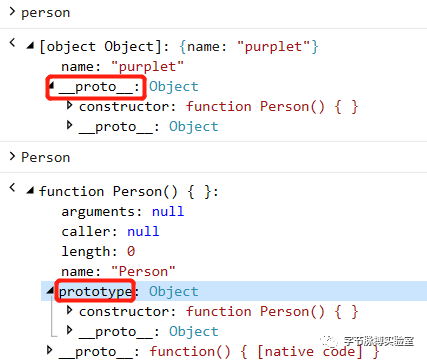 > person
[object Object]: {name: "purplet"}
name: "purplet"
__proto__: Object
constructor: function Person() { }
__proto__: Object
> Person
function Person() { }:
arguments: null
caller: null
length: 0
name: "Person"
prototype: Object
constructor: function Person() { }
__proto__: Object
__proto__: function() { [native code] }
字节脉搏实验室